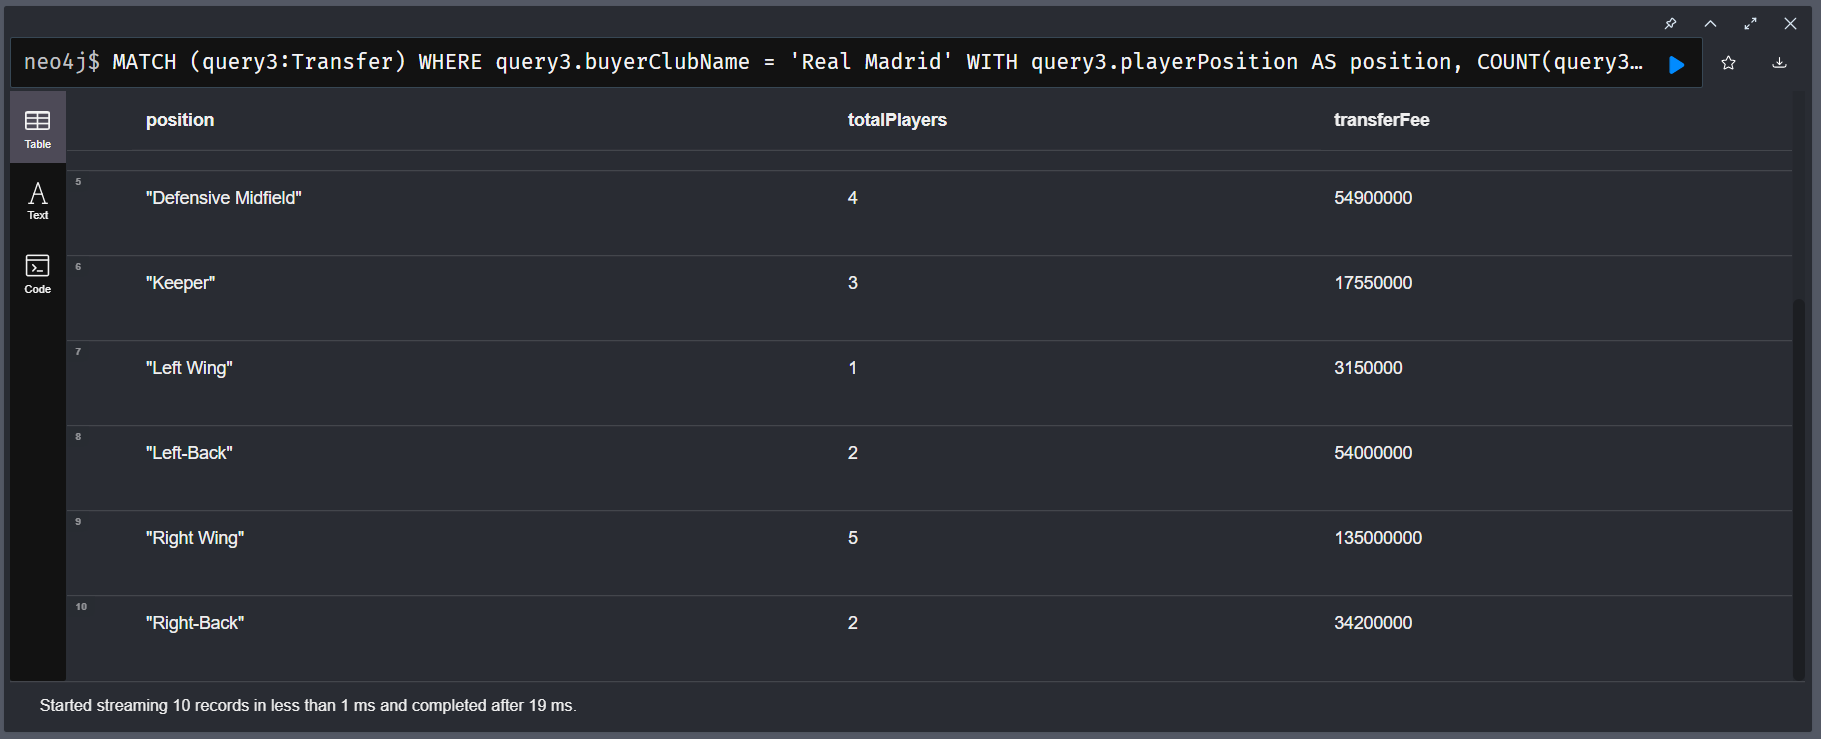 neo4j$ MATCH (query3:Transfer) WHERE query3.buyerClubName = 'Real Madrid' WITH query3.playerPosition AS position, COUNT(query3…
Table
Text
Code
position totalPlayers transferFee
5 "Defensive Midfield" 4 54900000
6 "Keeper" 3 17550000
7 "Left Wing" 1 3150000
8 "Left-Back" 2 54000000
9 "Right Wing" 5 135000000
10 "Right-Back" 2 34200000
Started streaming 10 records in less than 1 ms and completed after 19 ms.